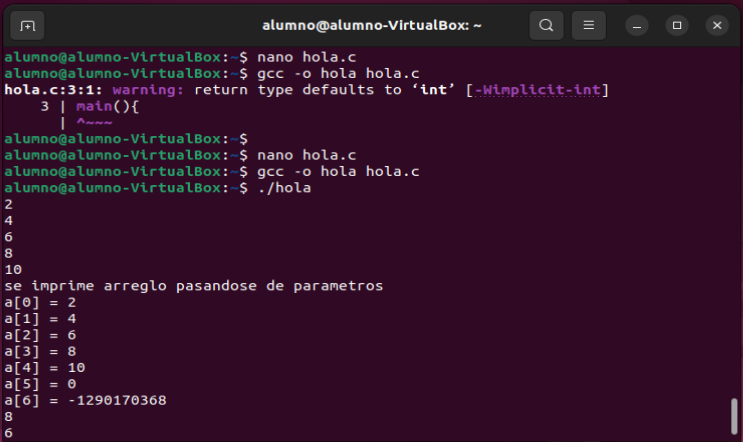 alumno@alumno-VirtualBox: ~
alumno@alumno-VirtualBox:~$ nano hola.c
alumno@alumno-VirtualBox:~$ gcc -o hola hola.c
hola.c:3:1: warning: return type defaults to ‘int’ [-Wimplicit-int]
    3 | main(){
      | ^~~~
alumno@alumno-VirtualBox:~$
alumno@alumno-VirtualBox:~$ nano hola.c
alumno@alumno-VirtualBox:~$ gcc -o hola hola.c
alumno@alumno-VirtualBox:~$ ./hola
2
4
6
8
10
se imprime arreglo pasandose de parametros
a[0] = 2
a[1] = 4
a[2] = 6
a[3] = 8
a[4] = 10
a[5] = 0
a[6] = -1290170368
8
6